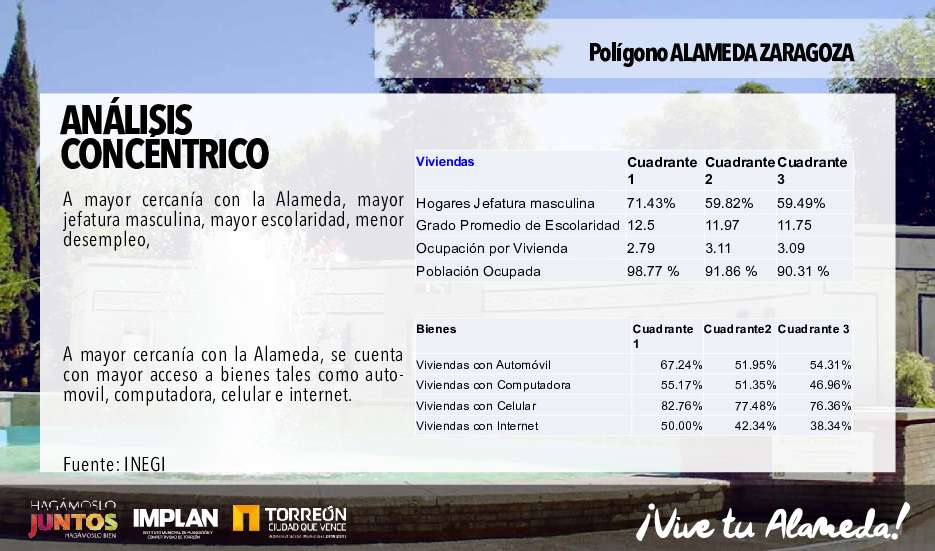 Polígono ALAMEDA ZARAGOZA
ANÁLISIS
CONCÉNTRICO
A mayor cercanía con la Alameda, mayor
jefatura masculina, mayor escolaridad, menor
desempleo,
Viviendas Cuadrante 1 Cuadrante 2 Cuadrante 3
Hogares Jefatura masculina 71.43% 59.82% 59.49%
Grado Promedio de Escolaridad 12.5 11.97 11.75
Ocupación por Vivienda 2.79 3.11 3.09
Población Ocupada 98.77 % 91.86 % 90.31 %
A mayor cercanía con la Alameda, se cuenta
con mayor acceso a bienes tales como auto-
movil, computadora, celular e internet.
Bienes Cuadrante 1 Cuadrante2 Cuadrante 3
Viviendas con Automóvil 67.24% 51.95% 54.31%
Viviendas con Computadora 55.17% 51.35% 46.96%
Viviendas con Celular 82.76% 77.48% 76.36%
Viviendas con Internet 50.00% 42.34% 38.34%
Fuente: INEGI
HAGÁMOSLO
JUNTOS
HAGÁMOSLO BIEN
IMPLAN
INSTITUTO MUNICIPAL DE PLANEACIÓN Y
COMPETITIVIDAD DE TORREÓN
TORREÓN
CIUDAD QUE VENCE
¡Vive tu Alameda!